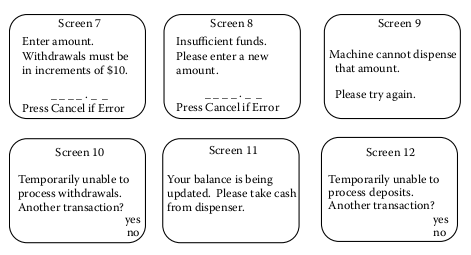 Screen 7
Enter amount.
Withdrawals must be
in increments of $10.
_ _ _ _ . _ _
Press Cancel if Error
Screen 8
Insufficient funds.
Please enter a new
amount.
_ _ _ _ . _ _
Press Cancel if Error
Screen 9
Machine cannot dispense
that amount.
Please try again.
Screen 10
Temporarily unable to
process withdrawals.
Another transaction?
yes
no
Screen 11
Your balance is being
updated. Please take cash
from dispenser.
Screen 12
Temporarily unable to
process deposits.
Another transaction?
yes
no